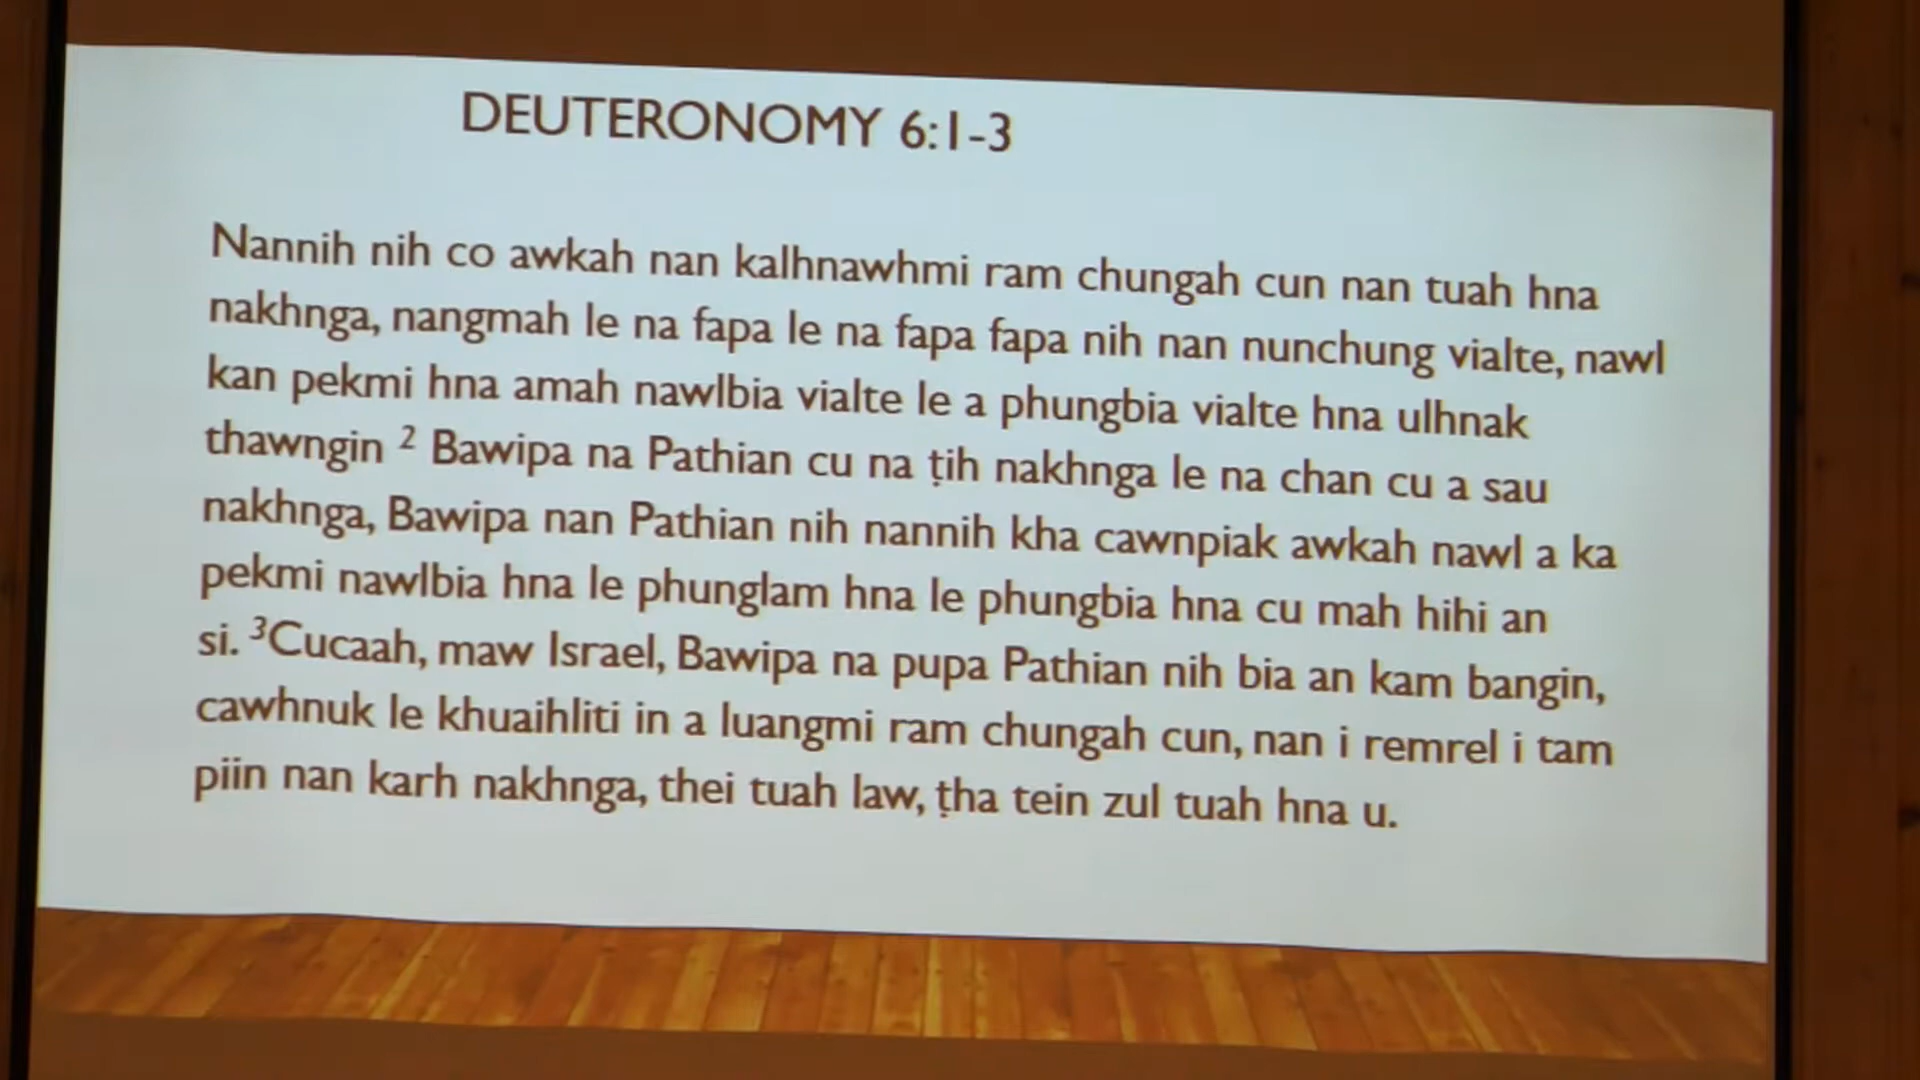 DEUTERONOMY 6:1-3
Nannih nih co awkah nan kalhnawhmi ram chungah cun nan tuah hna
nakhnga, nangmah le na fapa le na fapa fapa nih nan nunchung vialte, nawl
kan pekmi hna amah nawlbia vialte le a phungbia vialte hna ulhnak
thawngin ² Bawipa na Pathian cu na ṭih nakhnga le na chan cu a sau
nakhnga, Bawipa nan Pathian nih nannih kha cawnpiak awkah nawl a ka
pekmi nawlbia hna le phunglam hna le phungbia hna cu mah hihi an
si. ³Cucaah, maw Israel, Bawipa na pupa Pathian nih bia an kam bangin,
cawhnuk le khuaihliti in a luangmi ram chungah cun, nan i remrel i tam
piin nan karh nakhnga, thei tuah law, ṭha tein zul tuah hna u.